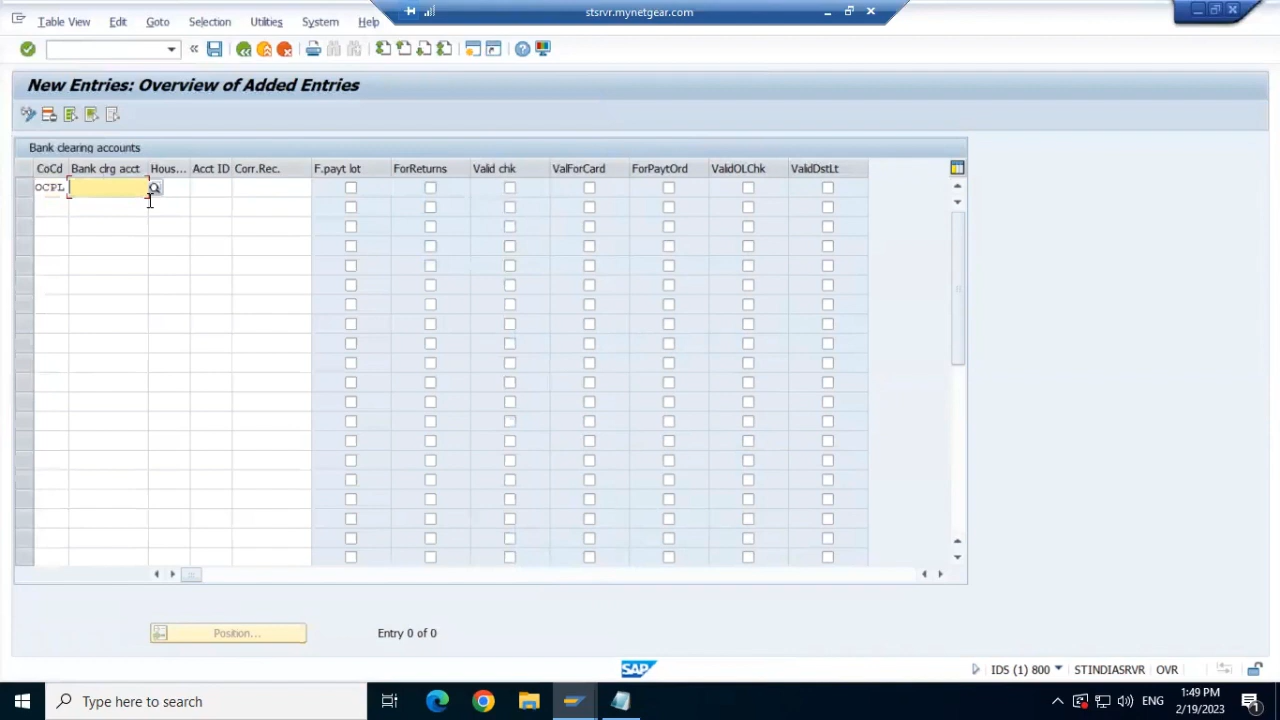 stsrvr.mynetgear.com
Table View Edit Goto Selection Utilities System Help
New Entries: Overview of Added Entries
Bank clearing accounts
CoCd Bank clrg acct Hous... Acct ID Corr.Rec. F.payt lot ForReturns Valid chk ValForCard ForPaytOrd ValidOLChk ValidDstLt
OCPL
Position... Entry 0 of 0
SAP IDS (1) 800 STINDIASRVR OVR
Type here to search ENG 1:49 PM
2/19/2023 1